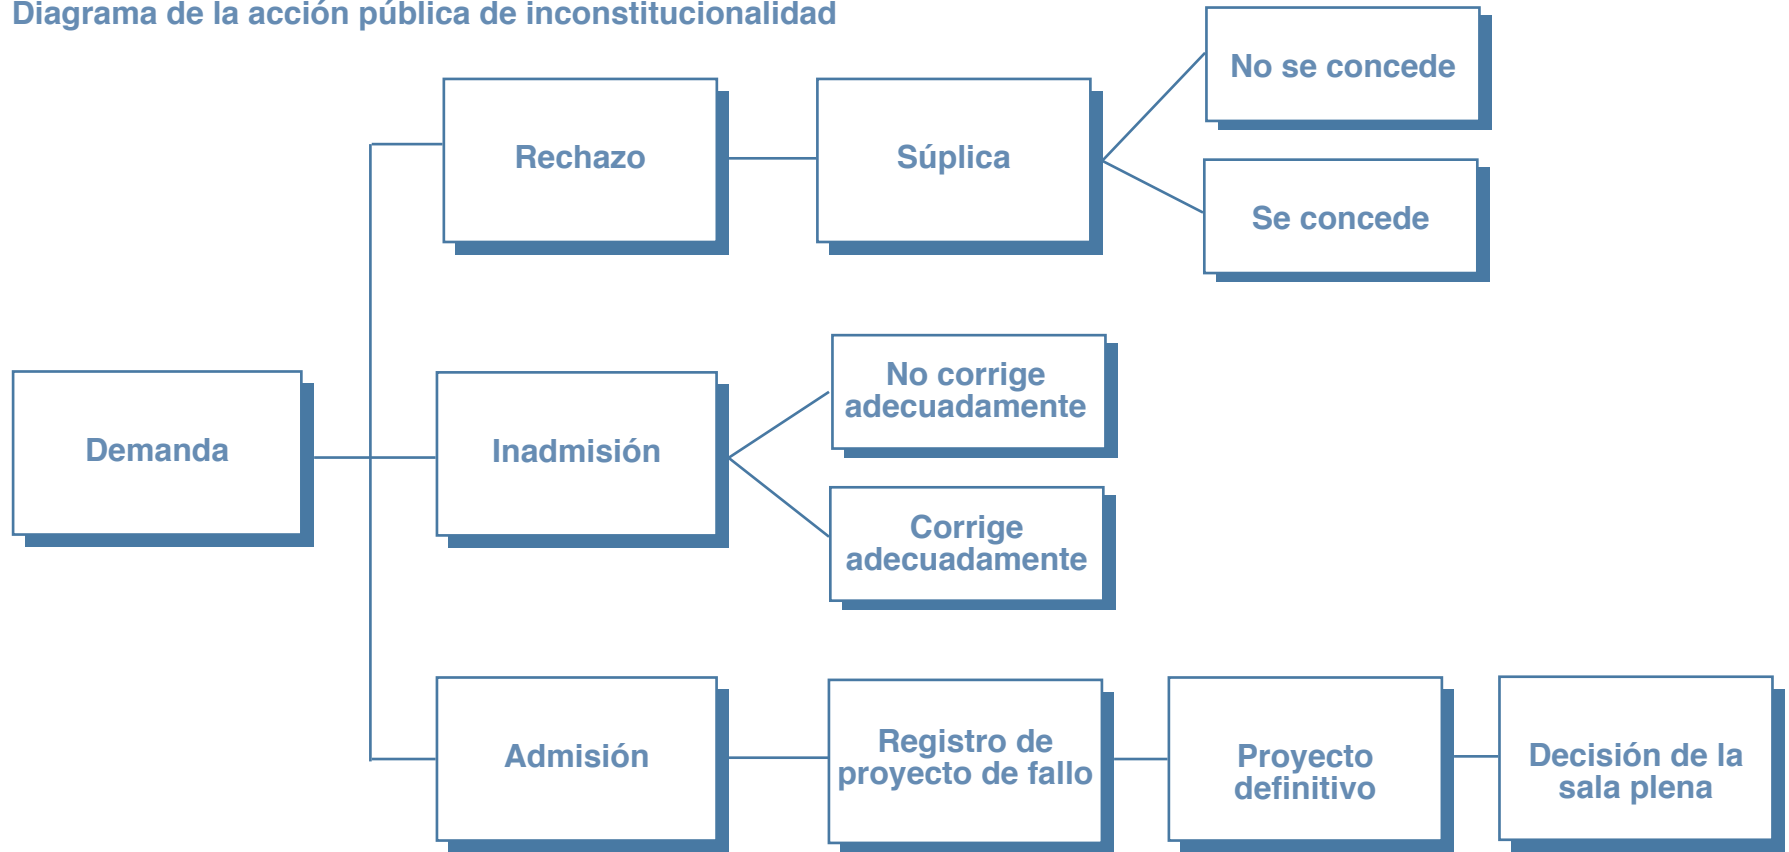 Diagrama de la acción pública de inconstitucionalidad
No se concede
Rechazo
Súplica
Se concede
No corrige
adecuadamente
Demanda
Inadmisión
Corrige
adecuadamente
Admisión
Registro de
proyecto de fallo
Proyecto
definitivo
Decisión de la
sala plena